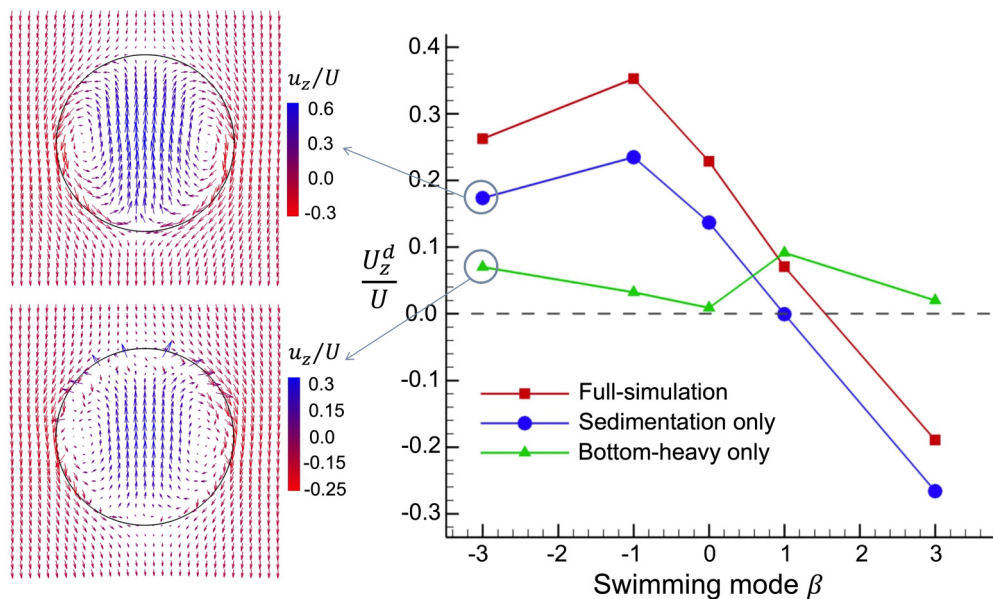 u_z/U
0.6
0.3
0.0
-0.3
u_z/U
0.3
0.15
0.0
-0.15
-0.25
0.4
0.3
0.2
0.1
0.0
-0.1
-0.2
-0.3
U_z^d
U
Full-simulation
Sedimentation only
Bottom-heavy only
-3
-1
0
1
3
Swimming mode β